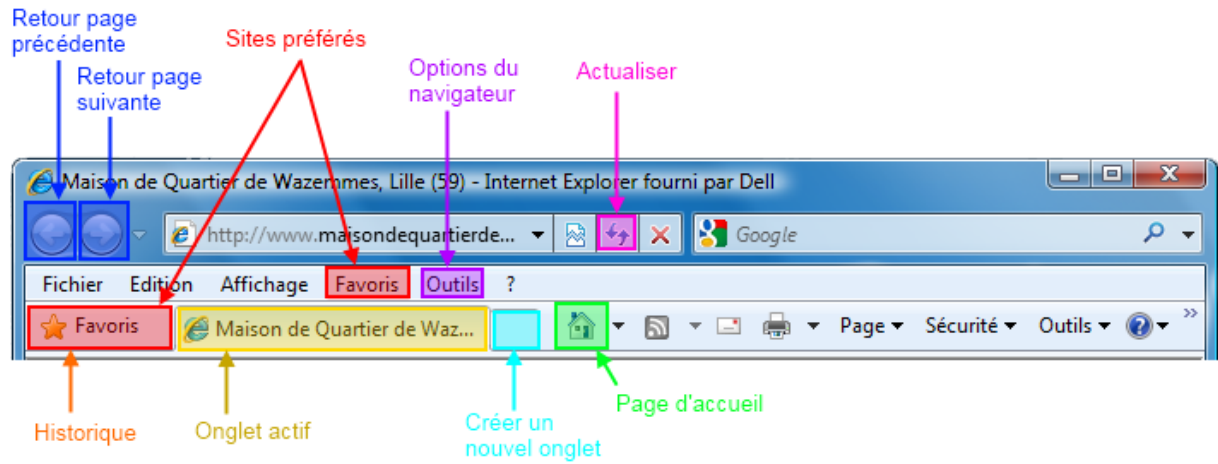 Retour page
précédente
Sites préférés
Retour page
suivante
Options du
navigateur
Actualiser
Maison de Quartier de Wazemmes, Lille (59) - Internet Explorer fourni par Dell
http://www.maisondequartierde...
Google
Fichier Edition Affichage Favoris Outils ?
Favoris Maison de Quartier de Waz... Page Sécurité Outils ? »
Historique
Onglet actif
Créer un
nouvel onglet
Page d'accueil